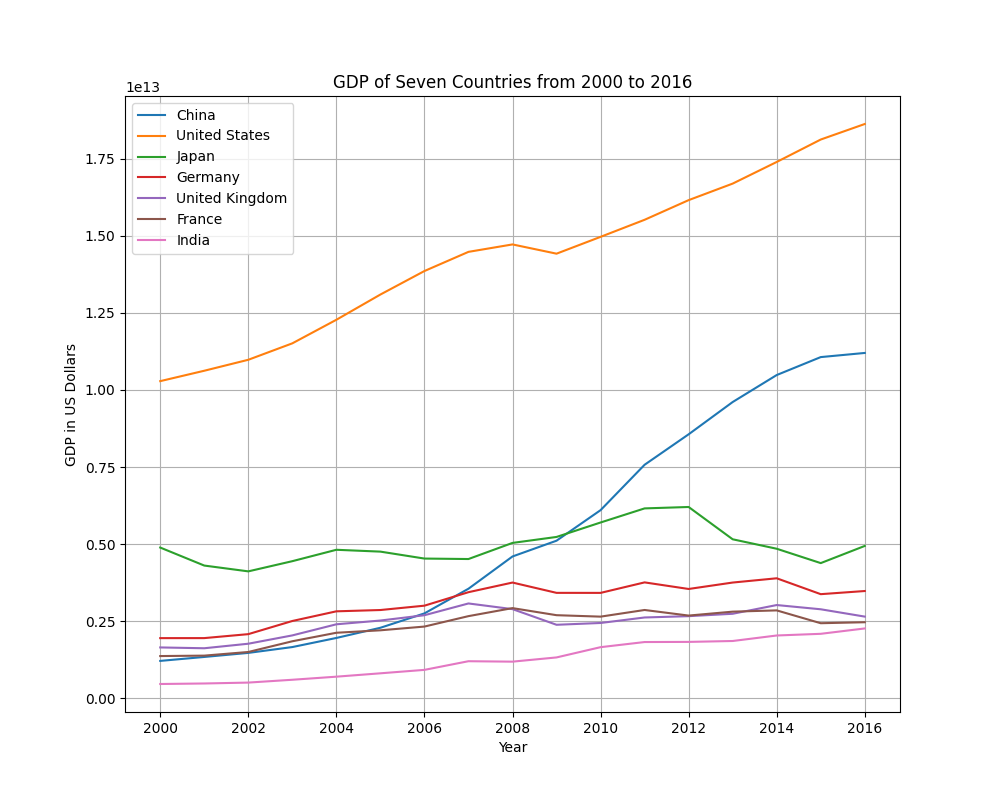 GDP of Seven Countries from 2000 to 2016
1e13
China
United States
Japan
Germany
United Kingdom
France
India
1.75
1.50
1.25
1.00
0.75
0.50
0.25
0.00
GDP in US Dollars
2000 2002 2004 2006 2008 2010 2012 2014 2016
Year